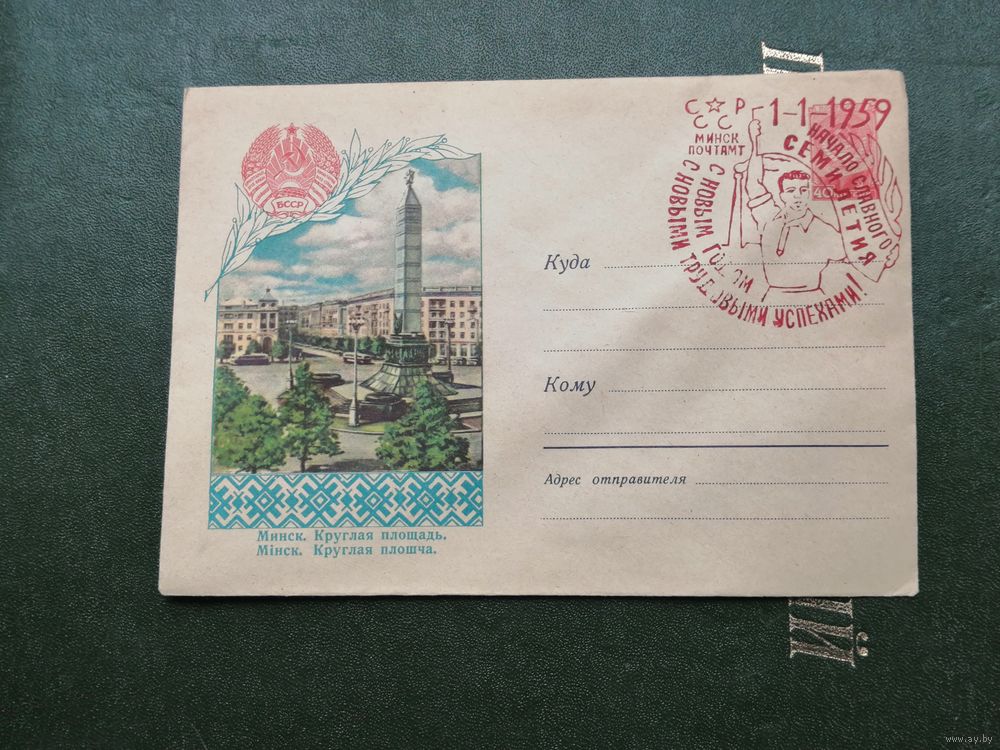 СССР
1-1-1959
МИНСК
ПОЧТАМТ
НАЧАЛО СЛАВНОГО
СЕМИЛЕТИЯ
С НОВЫМ ГОДОМ
С НОВЫМИ ТРУДОВЫМИ УСПЕХАМИ!
40
БССР
Куда
Кому
Адрес отправителя
Минск. Круглая площадь.
Мінск. Круглая плошча.
www.ay.by